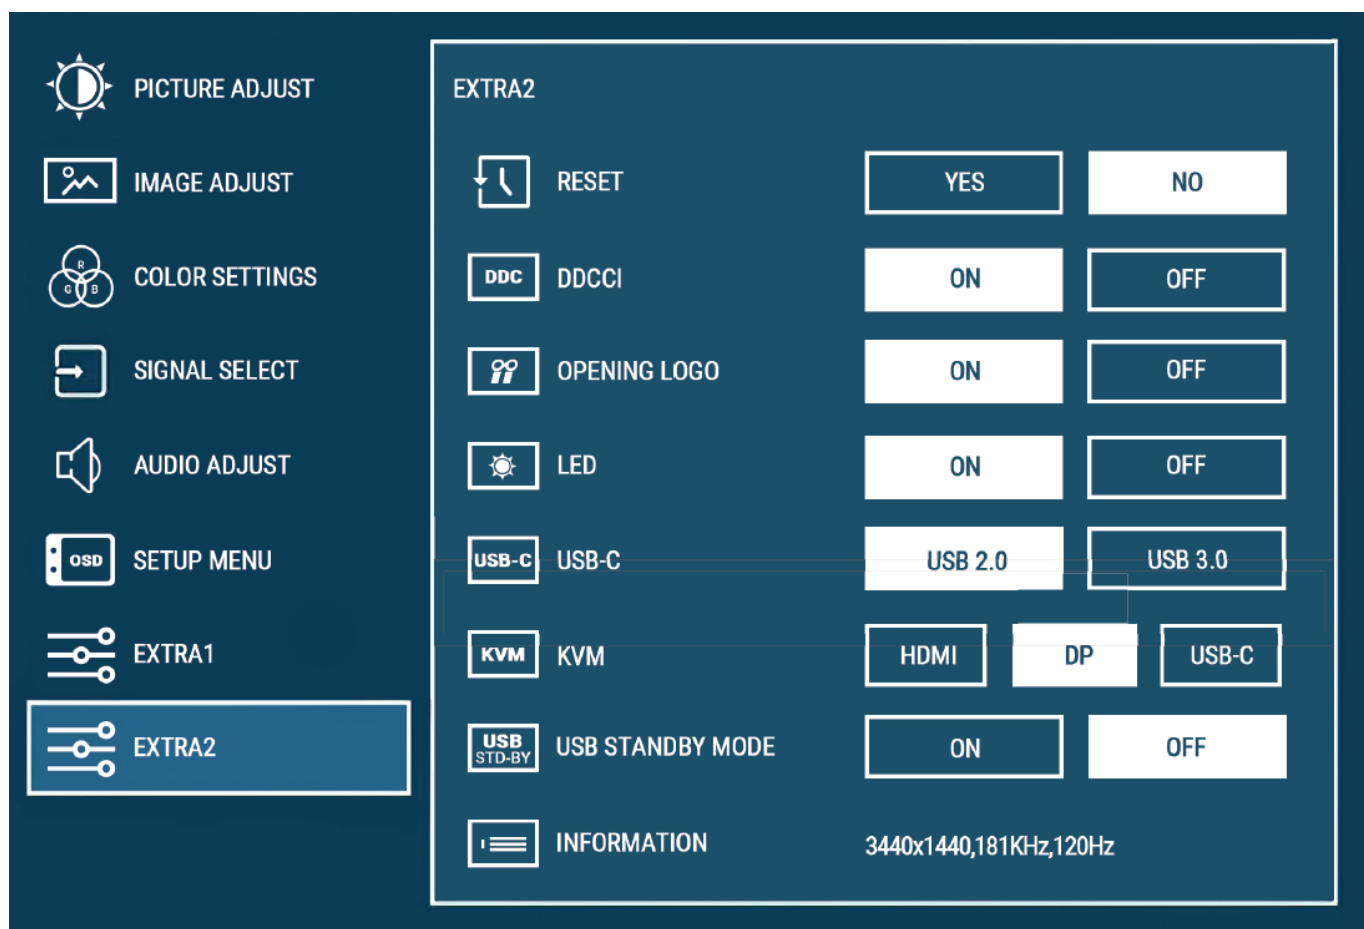 PICTURE ADJUST
IMAGE ADJUST
R
G B
COLOR SETTINGS
SIGNAL SELECT
AUDIO ADJUST
OSD
SETUP MENU
EXTRA1
EXTRA2
EXTRA2
RESET YES NO
DDC DDCCI ON OFF
OPENING LOGO ON OFF
LED ON OFF
USB-C USB-C USB 2.0 USB 3.0
KVM KVM HDMI DP USB-C
USB
STD-BY
USB STANDBY MODE ON OFF
INFORMATION 3440x1440,181KHz,120Hz